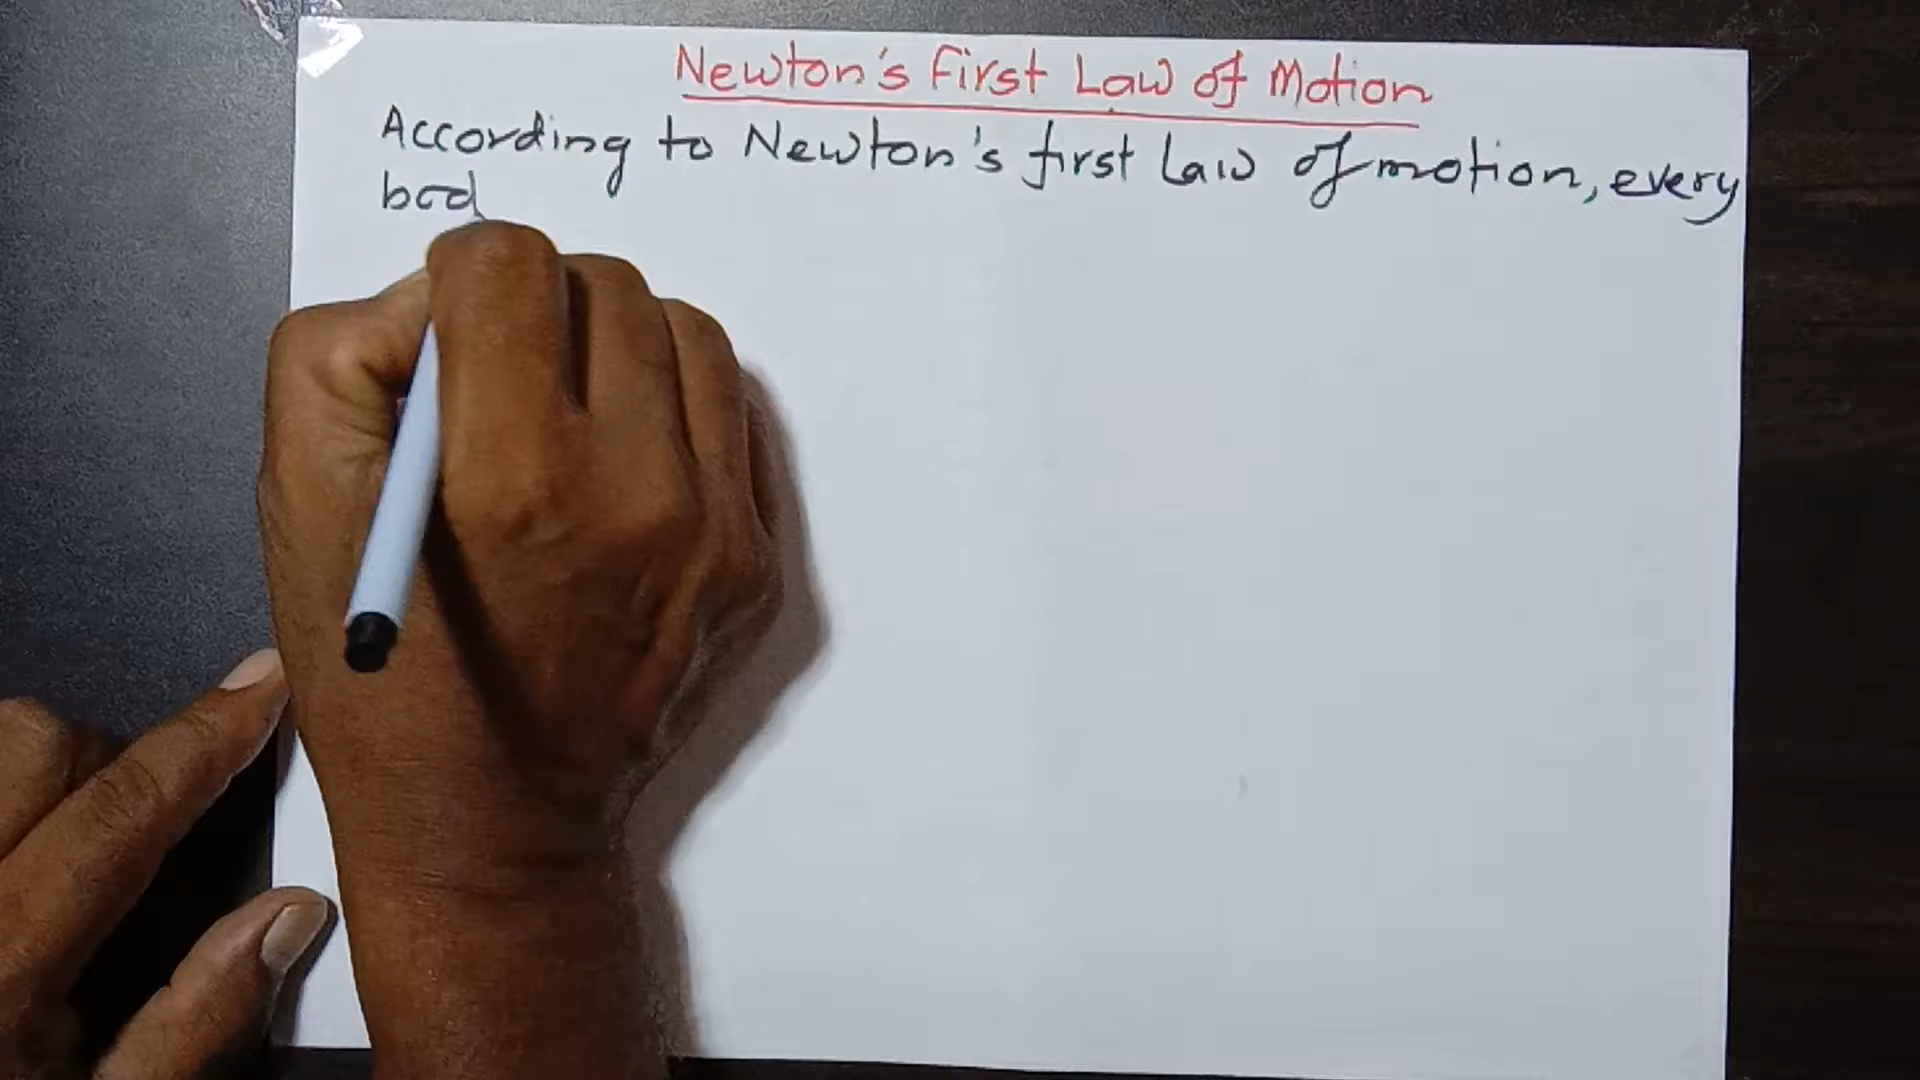 Newton's First Law of Motion
According to Newton's first Law of motion, every
bod